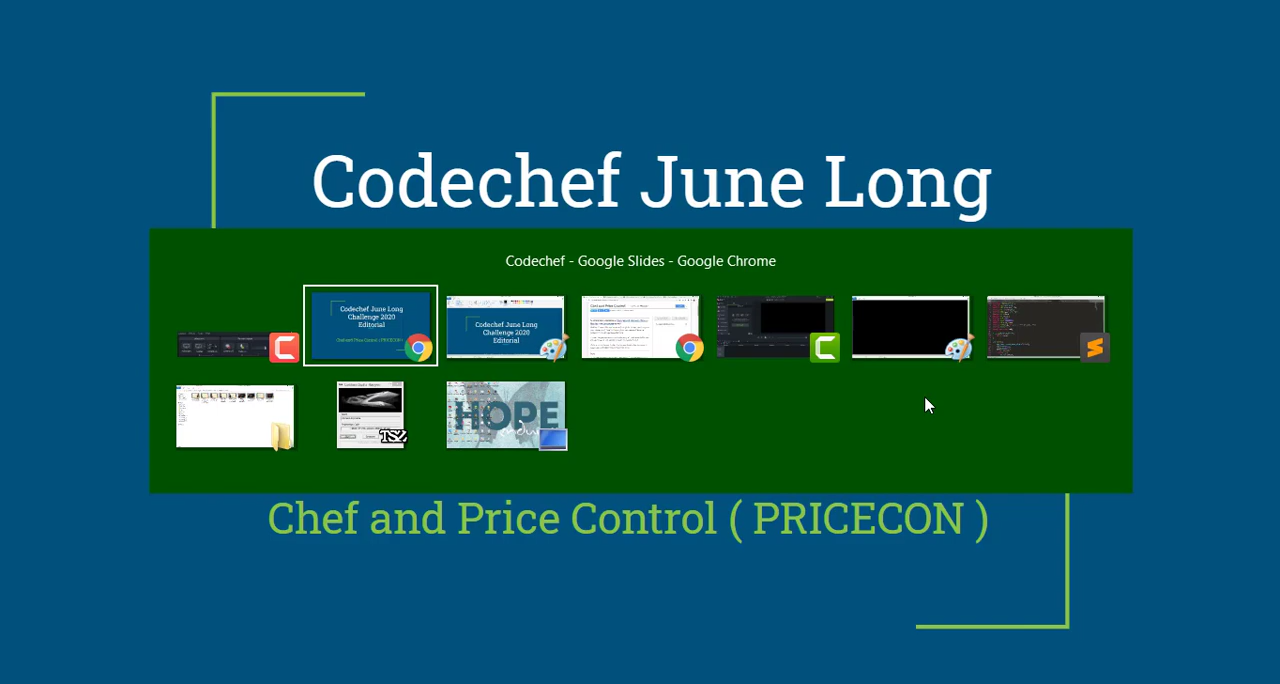 Codechef June Long
Codechef - Google Slides - Google Chrome
Codechef June Long
Challenge 2020
Editorial
Codechef June Long
Challenge 2020
Editorial
HOPE
TSZ
Chef and Price Control ( PRICECON )